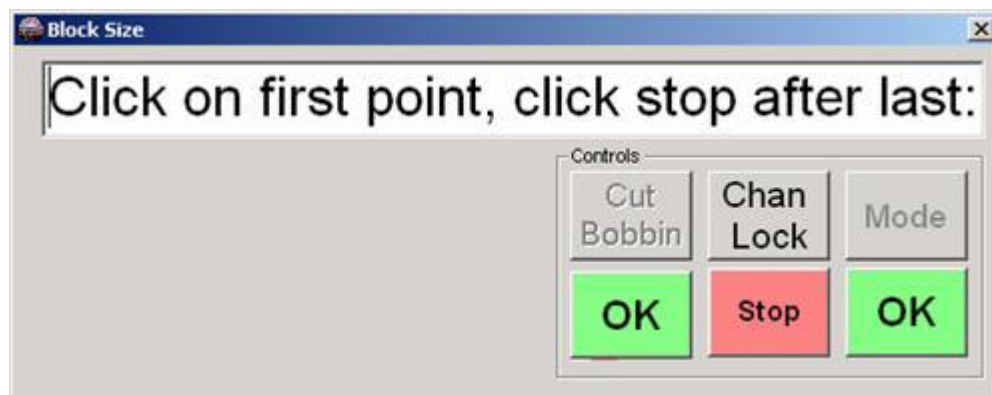 Block Size
Click on first point, click stop after last:
Controls
Cut
Bobbin
Chan
Lock
Mode
OK
Stop
OK